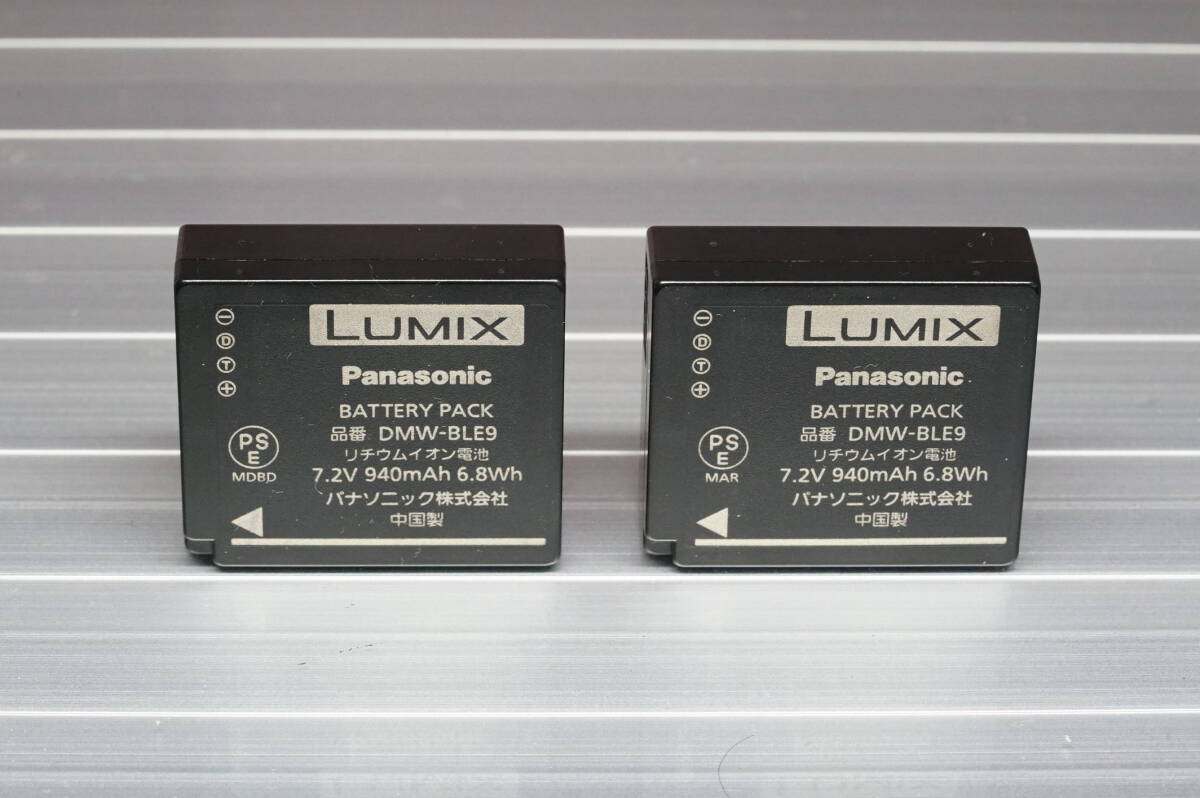 LUMIX
Panasonic
BATTERY PACK
品番 DMW-BLE9
リチウムイオン電池
7.2V 940mAh 6.8Wh
パナソニック株式会社
中国製
D
T
PS
E
MDBD
LUMIX
Panasonic
BATTERY PACK
品番 DMW-BLE9
リチウムイオン電池
7.2V 940mAh 6.8Wh
パナソニック株式会社
中国製
D
T
PS
E
MAR